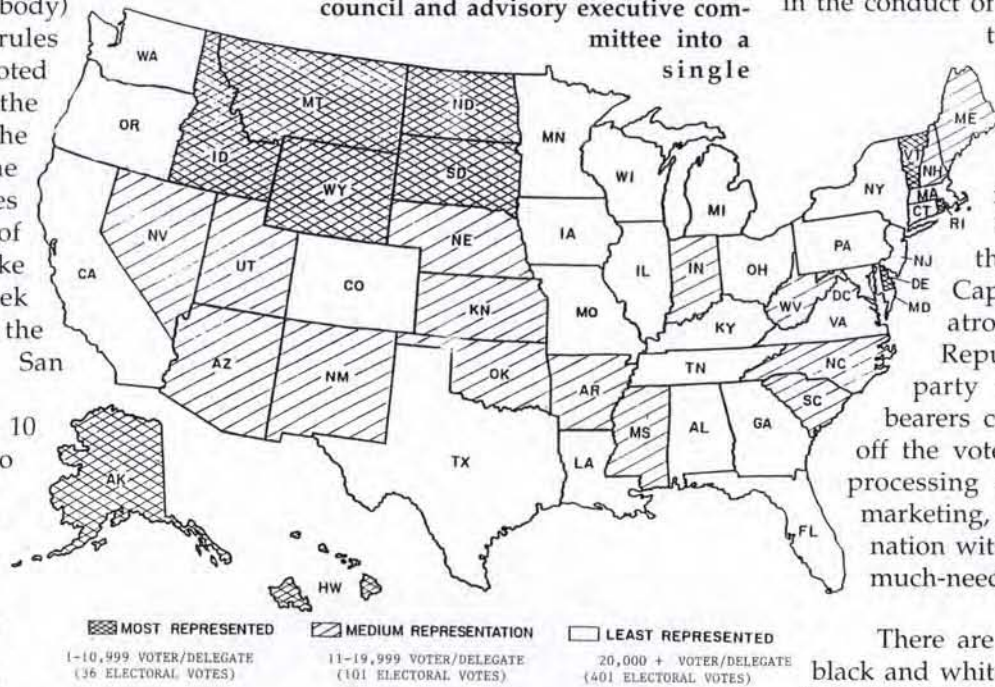 body)
rules
oted
the
he
ne
es
of
ke
ek
the
San
10
o
council and advisory executive com-
mittee into a
single
in the conduct or
t
th
Cap
atro
Repu
party
bearers c
off the vote
processing
marketing,
nation wit
much-need
There are
black and whit
WA
MT
ND
ME
OR
MN
VT
NH
ID
SD
WI
NY
MA
WY
MI
CT
RI
IA
PA
NV
NE
NJ
UT
IL
IN
OH
DE
CA
CO
WV
DC
MD
KN
MO
KY
VA
AZ
NM
OK
AR
TN
NC
SC
MS
AL
GA
TX
LA
AK
FL
HW
MOST REPRESENTED
1-10,999 VOTER/DELEGATE
(36 ELECTORAL VOTES)
MEDIUM REPRESENTATION
11-19,999 VOTER/DELEGATE
(101 ELECTORAL VOTES)
LEAST REPRESENTED
20,000 + VOTER/DELEGATE
(401 ELECTORAL VOTES)